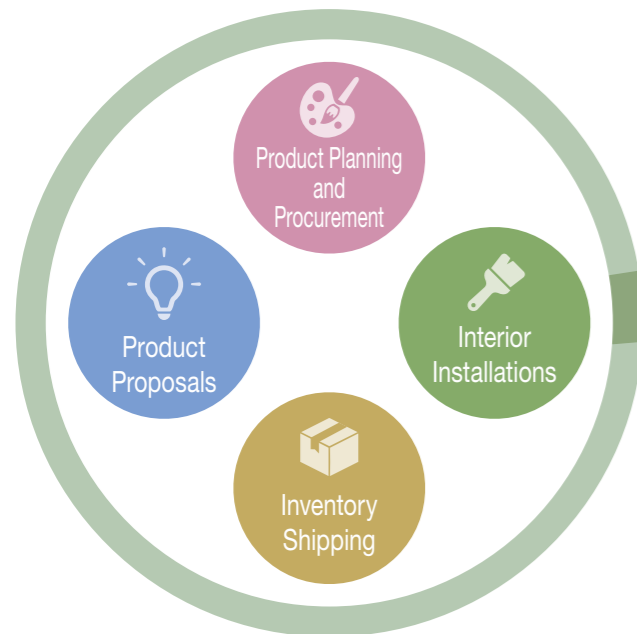 Product Planning
and
Procurement
Product
Proposals
Interior
Installations
Inventory
Shipping